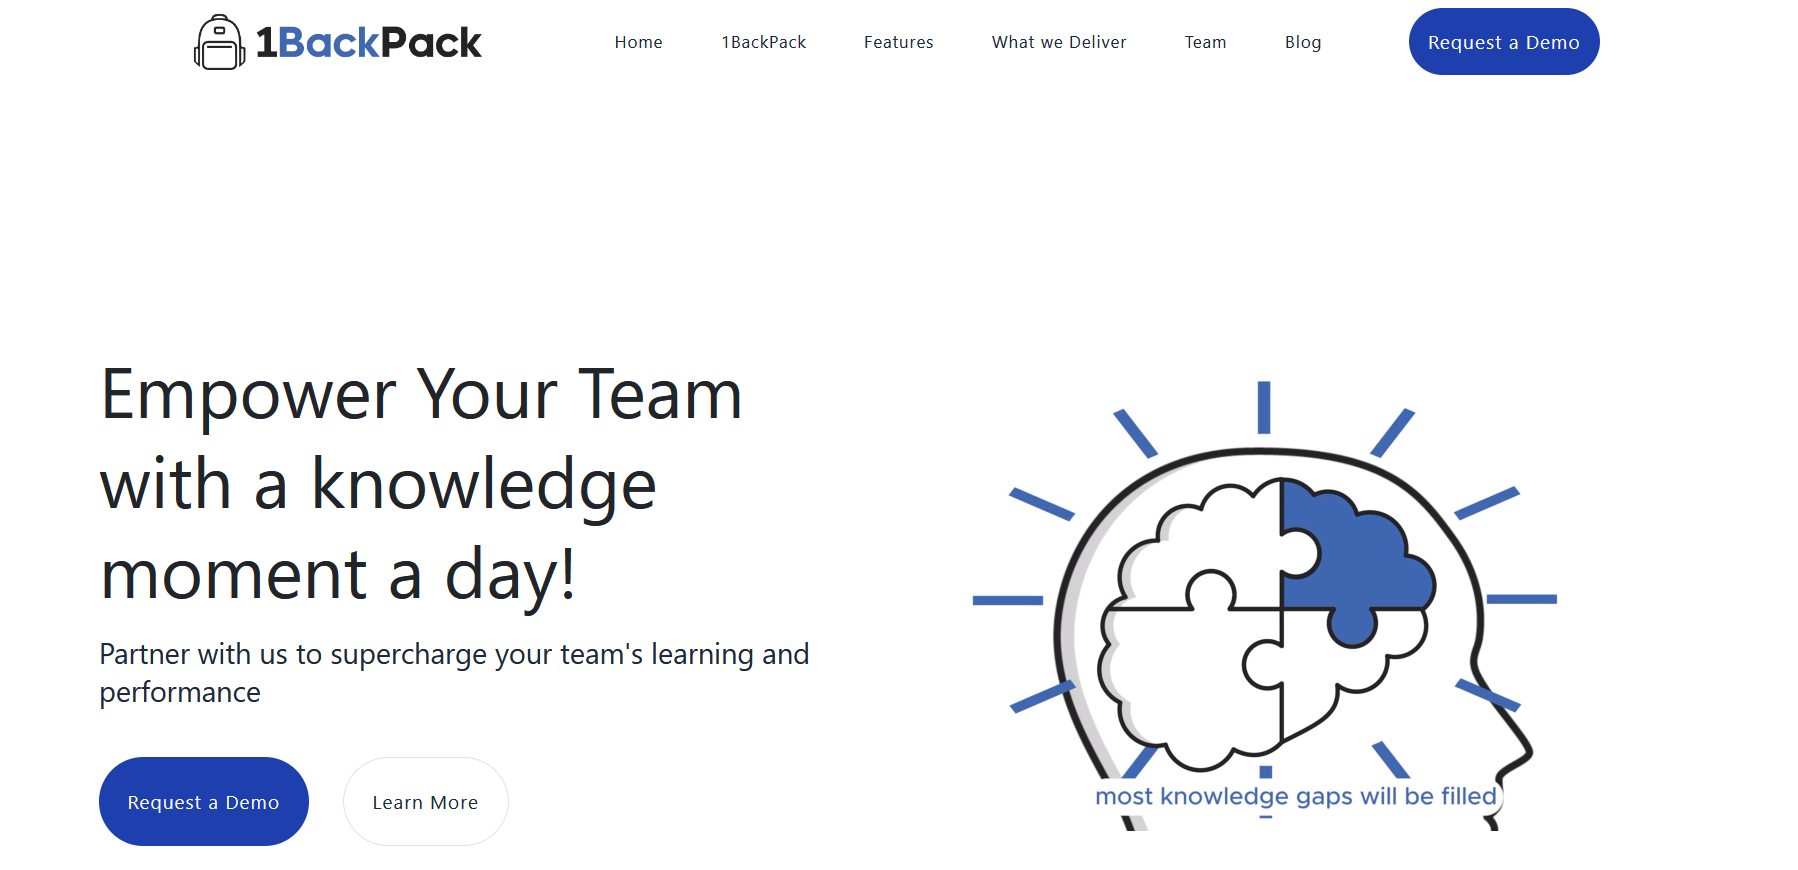 1BackPack
Home
1BackPack
Features
What we Deliver
Team
Blog
Request a Demo
Empower Your Team
with a knowledge
moment a day!
Partner with us to supercharge your team's learning and
performance
Request a Demo
Learn More
most knowledge gaps will be filled